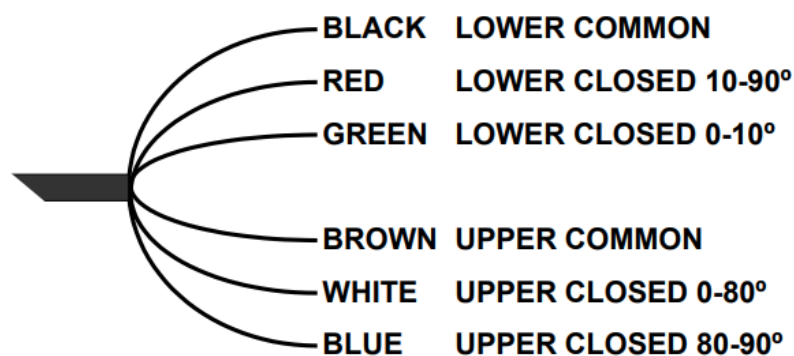 BLACK LOWER COMMON
RED LOWER CLOSED 10-90º
GREEN LOWER CLOSED 0-10º
BROWN UPPER COMMON
WHITE UPPER CLOSED 0-80º
BLUE UPPER CLOSED 80-90º